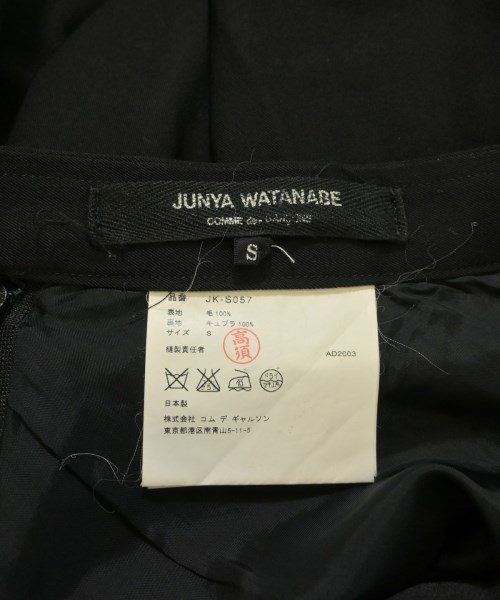 JUNYA WATANABE
COMME des GARÇONS
S
品番 JK-S057
表地 毛100%
裏地 キュプラ100%
サイズ S
縫製責任者
高須
AD2003
日本製
株式会社 コム デ ギャルソン
東京都港区南青山5-11-5